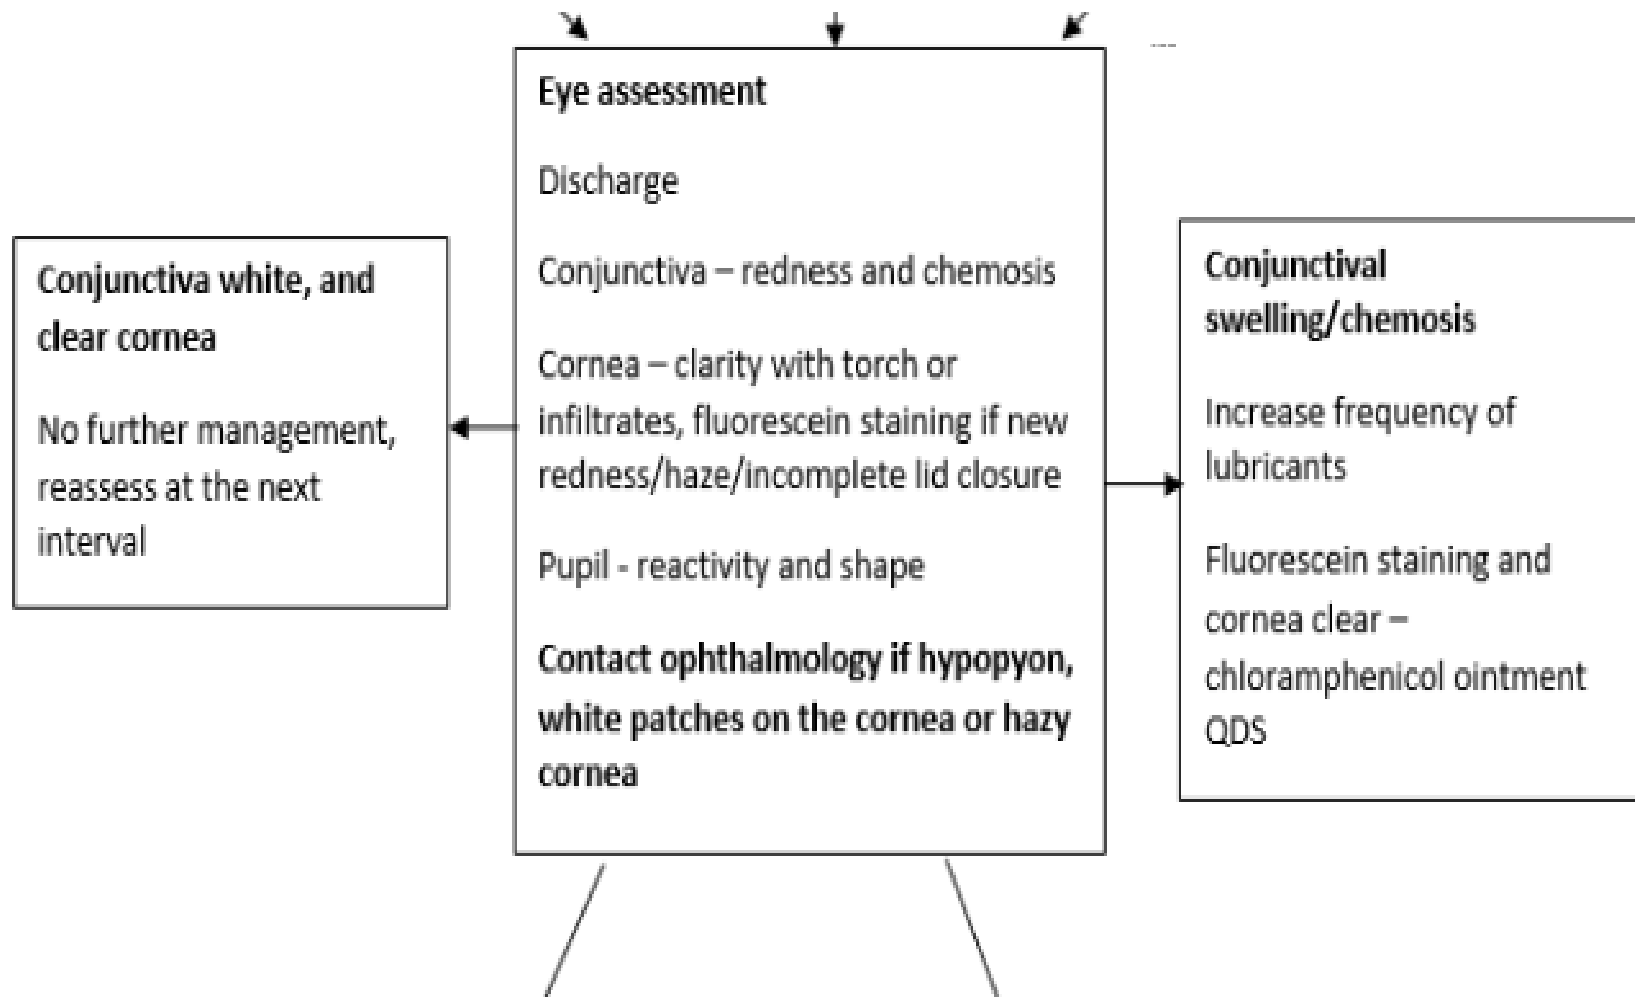 Eye assessment
Discharge
Conjunctiva – redness and chemosis
Cornea – clarity with torch or
infiltrates, fluorescein staining if new
redness/haze/incomplete lid closure
Pupil - reactivity and shape
Contact ophthalmology if hypopyon,
white patches on the cornea or hazy
cornea
Conjunctiva white, and
clear cornea
No further management,
reassess at the next
interval
Conjunctival
swelling/chemosis
Increase frequency of
lubricants
Fluorescein staining and
cornea clear –
chloramphenicol ointment
QDS